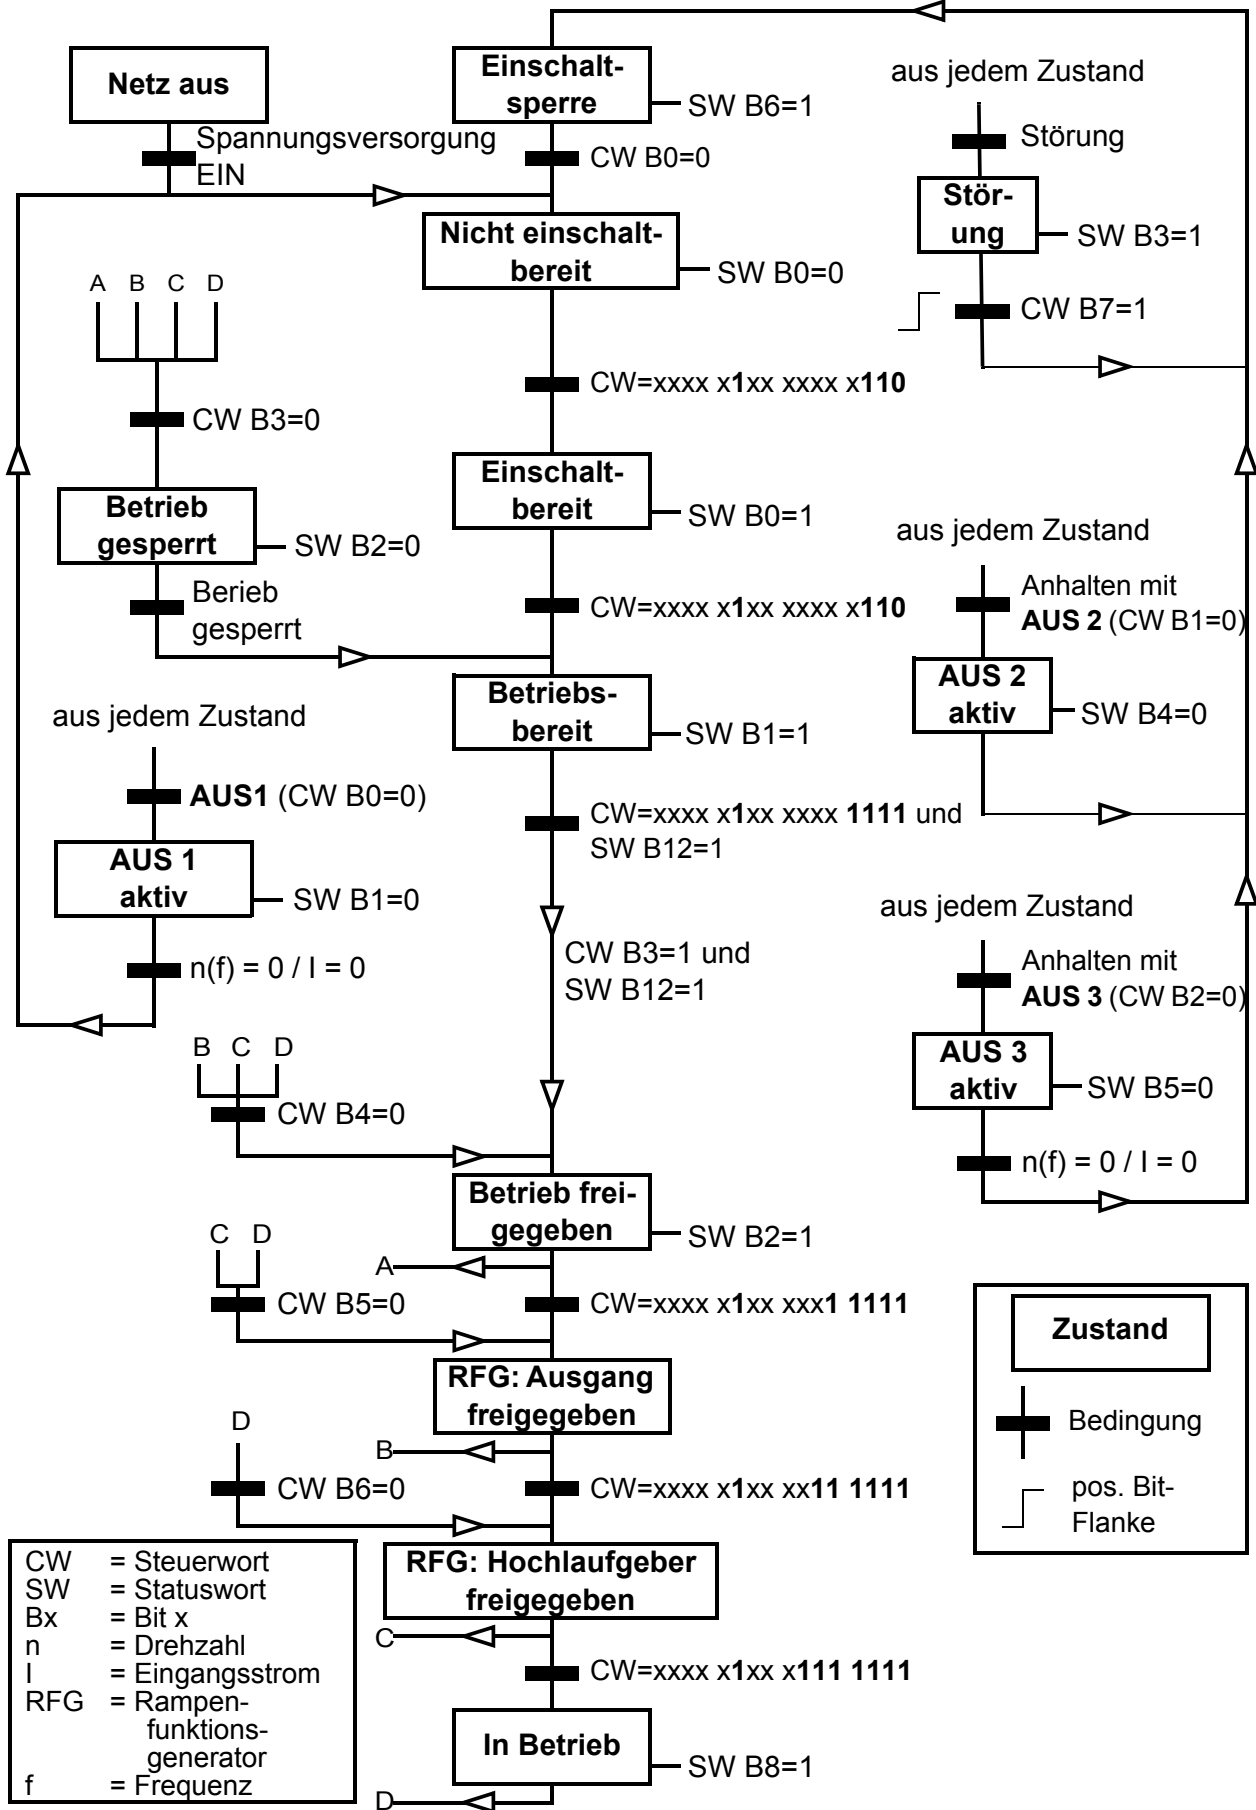 Netz aus
Spannungsversorgung
EIN
Einschalt-
sperre
SW B6=1
CW B0=0
Nicht einschalt-
bereit
SW B0=0
aus jedem Zustand
Störung
Stör-
ung
SW B3=1
CW B7=1
A B C D
CW B3=0
Betrieb
gesperrt
SW B2=0
Berieb
gesperrt
CW=xxxx x1xx xxxx x110
Einschalt-
bereit
SW B0=1
CW=xxxx x1xx xxxx x110
Betriebs-
bereit
SW B1=1
CW=xxxx x1xx xxxx 1111 und
SW B12=1
CW B3=1 und
SW B12=1
aus jedem Zustand
Anhalten mit
AUS 2 (CW B1=0)
AUS 2
aktiv
SW B4=0
aus jedem Zustand
AUS1 (CW B0=0)
AUS 1
aktiv
SW B1=0
n(f) = 0 / I = 0
aus jedem Zustand
Anhalten mit
AUS 3 (CW B2=0)
AUS 3
aktiv
SW B5=0
n(f) = 0 / I = 0
B C D
CW B4=0
Betrieb frei-
gegeben
SW B2=1
A
C D
CW B5=0
CW=xxxx x1xx xxx1 1111
RFG: Ausgang
freigegeben
B
D
CW B6=0
CW=xxxx x1xx xx11 1111
RFG: Hochlaufgeber
freigegeben
C
CW=xxxx x1xx x111 1111
In Betrieb
SW B8=1
D
Zustand
Bedingung
pos. Bit-
Flanke
CW = Steuerwort
SW = Statuswort
Bx = Bit x
n = Drehzahl
I = Eingangsstrom
RFG = Rampen-
funktions-
generator
f = Frequenz